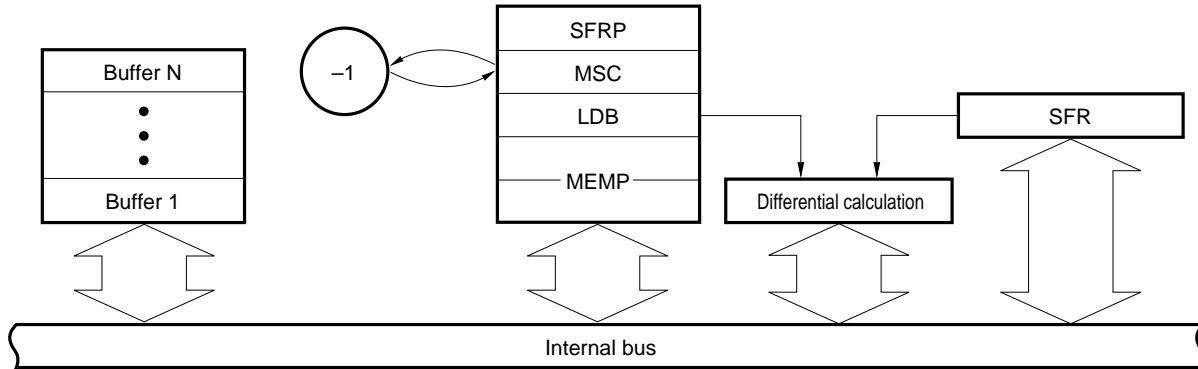 Buffer N
Buffer 1
–1
SFRP
MSC
LDB
MEMP
Differential calculation
SFR
Internal bus